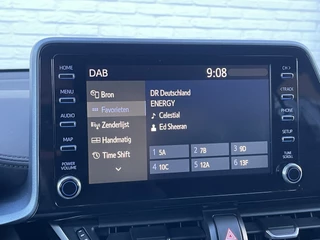 DAB
9:08
HOME
MENU
AUDIO
MAP
POWER
VOLUME
Bron
Favorieten
Zenderlijst
Handmatig
Time Shift
DR Deutschland
ENERGY
Celestial
Ed Sheeran
1 5A
2 7B
3 9D
4 10C
5 12A
6 13F
CH >
< TRACK
PHONE
SETUP
TUNE
SCROLL